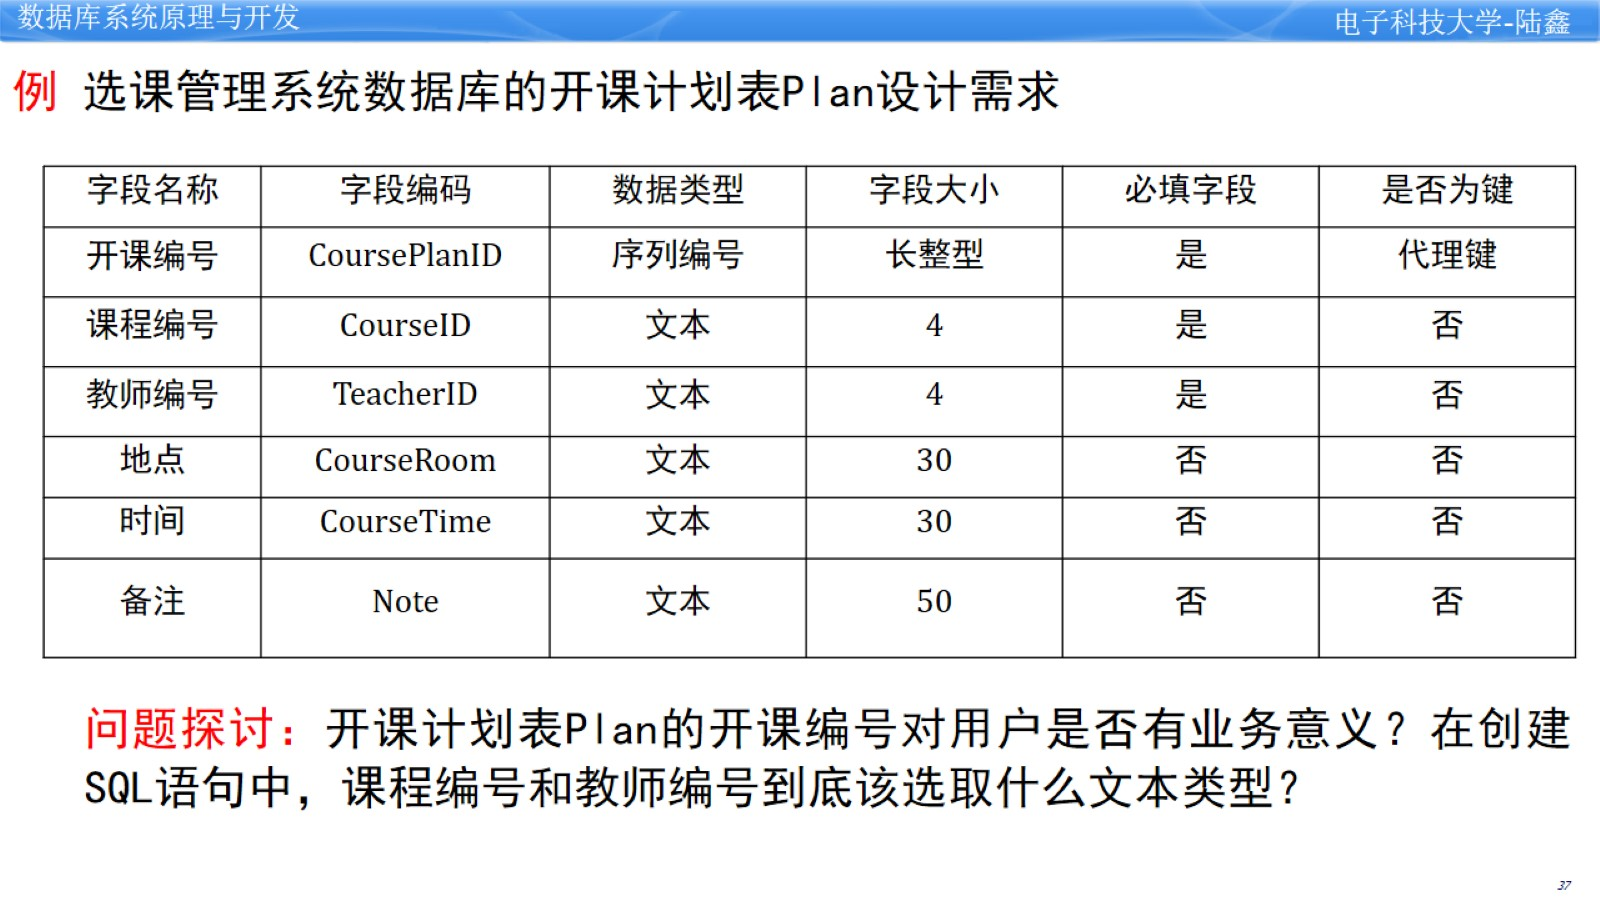 数据库系统原理与开发
电子科技大学-陆鑫
例 选课管理系统数据库的开课计划表Plan设计需求
字段名称 字段编码 数据类型 字段大小 必填字段 是否为键
开课编号 CoursePlanID 序列编号 长整型 是 代理键
课程编号 CourseID 文本 4 是 否
教师编号 TeacherID 文本 4 是 否
地点 CourseRoom 文本 30 否 否
时间 CourseTime 文本 30 否 否
备注 Note 文本 50 否 否
问题探讨：开课计划表Plan的开课编号对用户是否有业务意义？在创建
SQL语句中，课程编号和教师编号到底该选取什么文本类型？
37